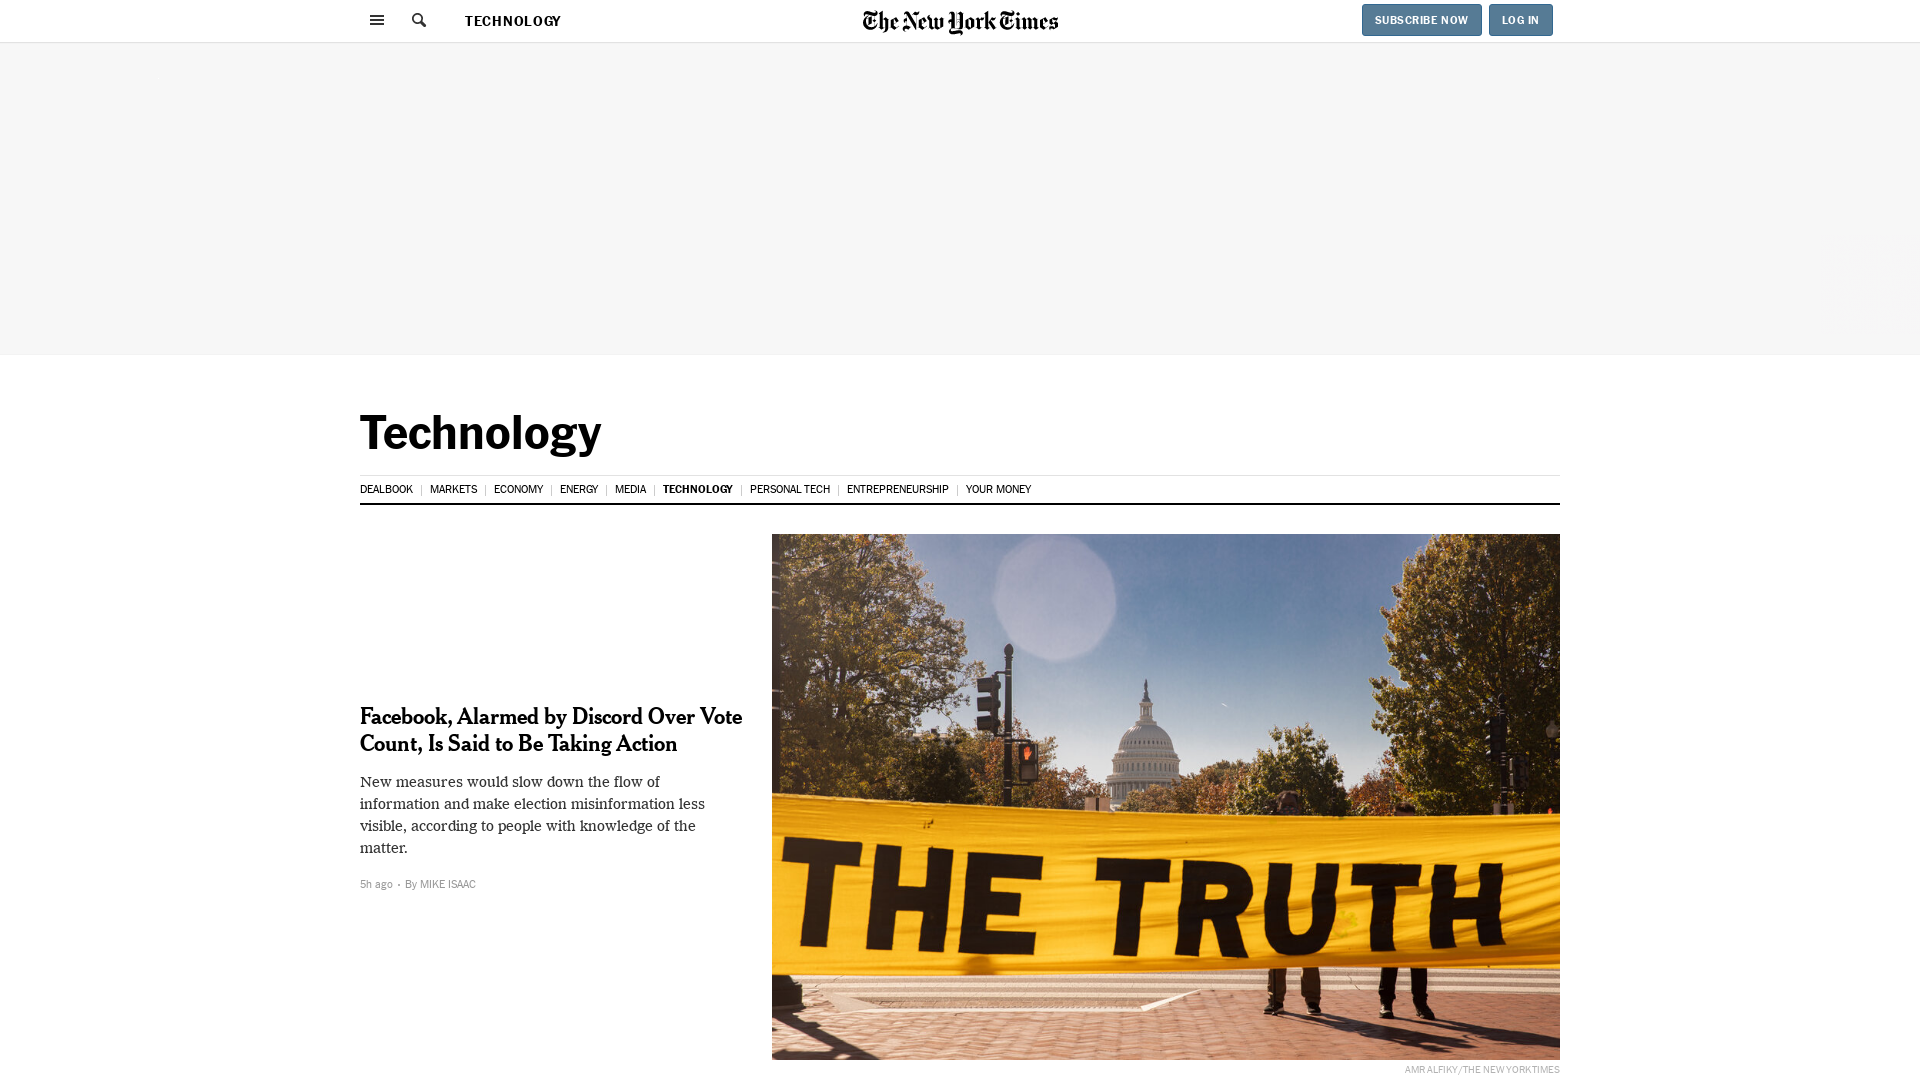 TECHNOLOGY
The New York Times
SUBSCRIBE NOW
LOG IN
Technology
DEALBOOK
MARKETS
ECONOMY
ENERGY
MEDIA
TECHNOLOGY
PERSONAL TECH
ENTREPRENEURSHIP
YOUR MONEY
Facebook, Alarmed by Discord Over Vote
Count, Is Said to Be Taking Action
New measures would slow down the flow of
information and make election misinformation less
visible, according to people with knowledge of the
matter.
5h ago • By MIKE ISAAC
THE TRUTH
AMR ALFIKY/THE NEW YORK TIMES